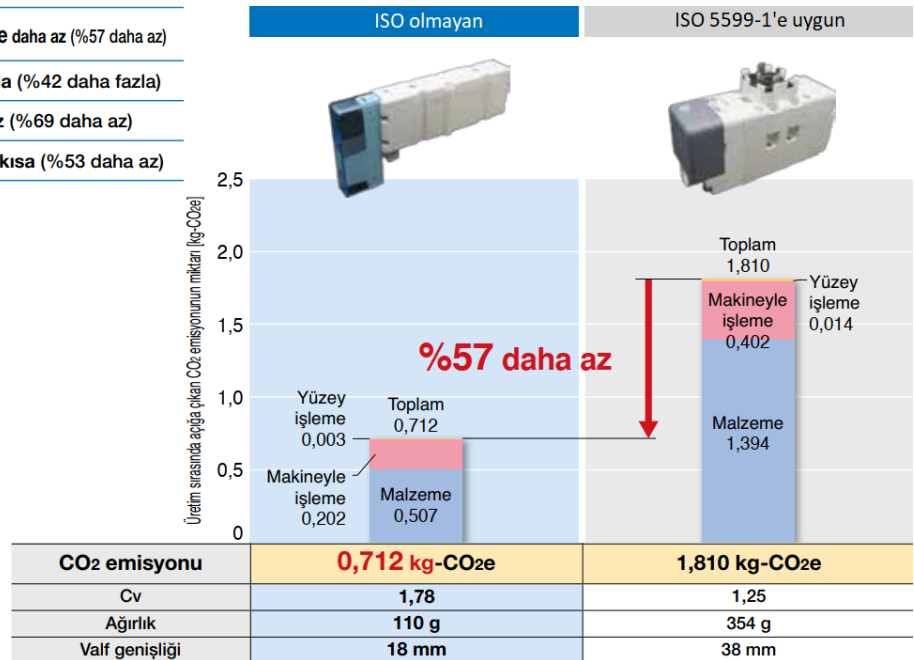 e daha az (%57 daha az)
a (%42 daha fazla)
z (%69 daha az)
kısa (%53 daha az)
ISO olmayan
ISO 5599-1'e uygun
Üretim sırasında açığa çıkan CO2 emisyonunun miktarı [kg-CO2e]
2,5
2,0
1,5
1,0
0,5
0
%57 daha az
Yüzey
işleme
0,003
Toplam
0,712
Makineyle
işleme
0,202
Malzeme
0,507
Toplam
1,810
Yüzey
işleme
0,014
Makineyle
işleme
0,402
Malzeme
1,394
CO2 emisyonu 0,712 kg-CO2e 1,810 kg-CO2e
Cv 1,78 1,25
Ağırlık 110 g 354 g
Valf genişliği 18 mm 38 mm